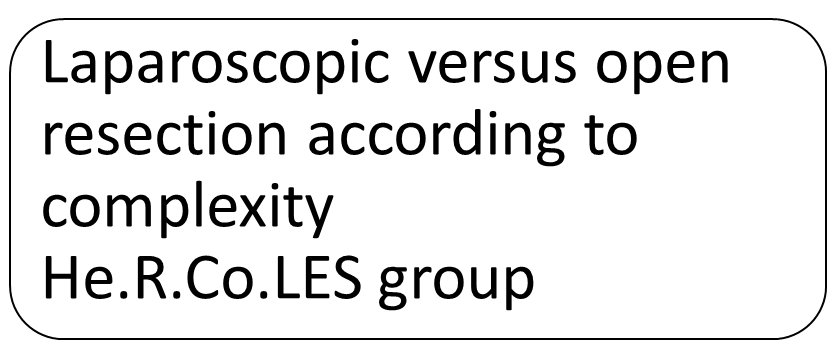 Laparoscopic versus open
resection according to
complexity
He.R.Co.LES group